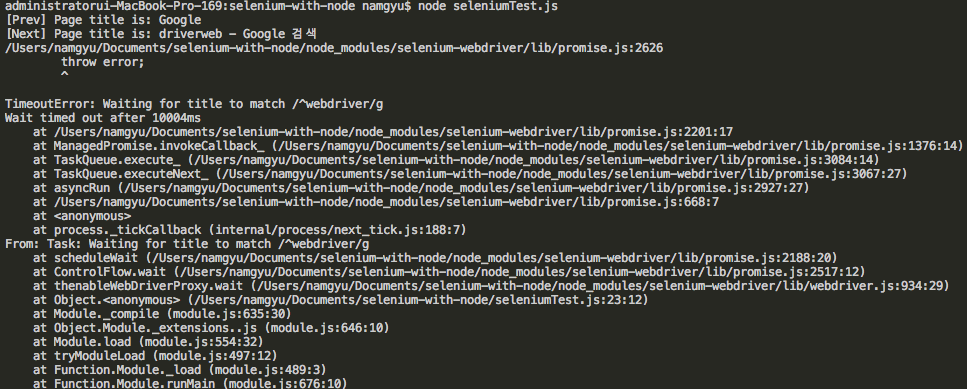 administratorui-MacBook-Pro-169:selenium-with-node namgyu$ node seleniumTest.js
[Prev] Page title is: Google
[Next] Page title is: driverweb - Google 검색
/Users/namgyu/Documents/selenium-with-node/node_modules/selenium-webdriver/lib/promise.js:2626
        throw error;
        ^

TimeoutError: Waiting for title to match /^webdriver/g
Wait timed out after 10004ms
    at /Users/namgyu/Documents/selenium-with-node/node_modules/selenium-webdriver/lib/promise.js:2201:17
    at ManagedPromise.invokeCallback_ (/Users/namgyu/Documents/selenium-with-node/node_modules/selenium-webdriver/lib/promise.js:1376:14)
    at TaskQueue.execute_ (/Users/namgyu/Documents/selenium-with-node/node_modules/selenium-webdriver/lib/promise.js:3084:14)
    at TaskQueue.executeNext_ (/Users/namgyu/Documents/selenium-with-node/node_modules/selenium-webdriver/lib/promise.js:3067:27)
    at asyncRun (/Users/namgyu/Documents/selenium-with-node/node_modules/selenium-webdriver/lib/promise.js:2927:27)
    at /Users/namgyu/Documents/selenium-with-node/node_modules/selenium-webdriver/lib/promise.js:668:7
    at <anonymous>
    at process._tickCallback (internal/process/next_tick.js:188:7)
From: Task: Waiting for title to match /^webdriver/g
    at scheduleWait (/Users/namgyu/Documents/selenium-with-node/node_modules/selenium-webdriver/lib/promise.js:2188:20)
    at ControlFlow.wait (/Users/namgyu/Documents/selenium-with-node/node_modules/selenium-webdriver/lib/promise.js:2517:12)
    at thenableWebDriverProxy.wait (/Users/namgyu/Documents/selenium-with-node/node_modules/selenium-webdriver/lib/webdriver.js:934:29)
    at Object.<anonymous> (/Users/namgyu/Documents/selenium-with-node/seleniumTest.js:23:12)
    at Module._compile (module.js:635:30)
    at Object.Module._extensions..js (module.js:646:10)
    at Module.load (module.js:554:32)
    at tryModuleLoad (module.js:497:12)
    at Function.Module._load (module.js:489:3)
    at Function.Module.runMain (module.js:676:10)